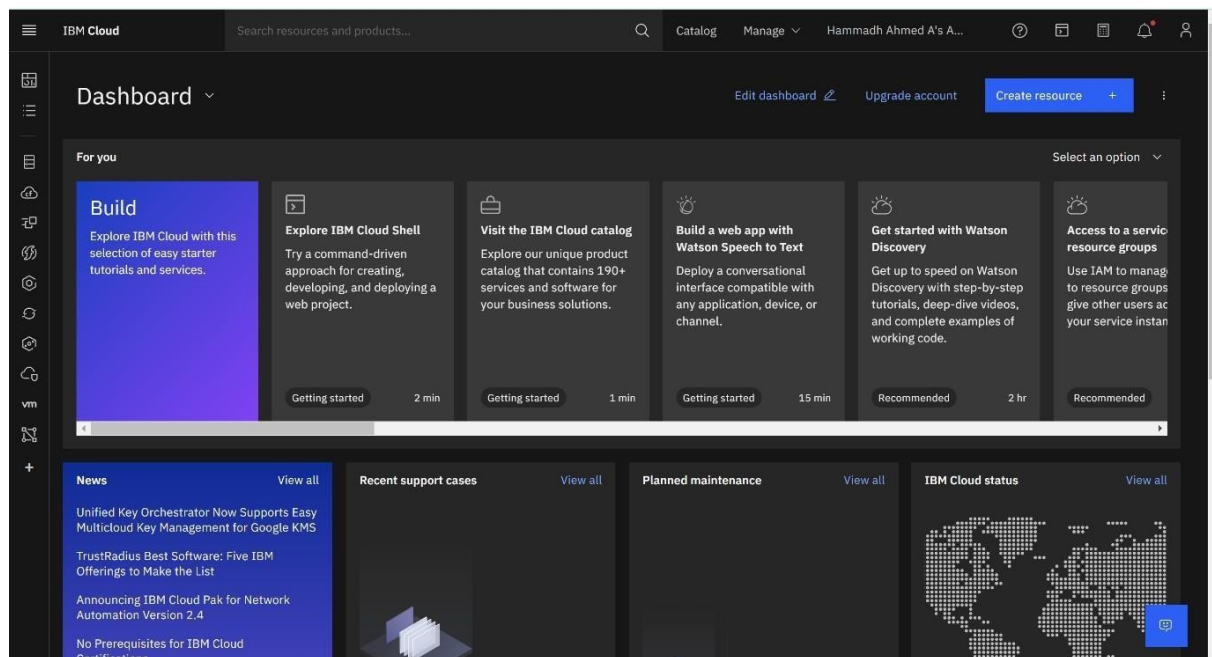 IBM Cloud
Search resources and products...
Catalog
Manage
Hammadh Ahmed A's A...
Dashboard
Edit dashboard
Upgrade account
Create resource +
For you
Select an option
Build
Explore IBM Cloud with this
selection of easy starter
tutorials and services.
Explore IBM Cloud Shell
Try a command-driven
approach for creating,
developing, and deploying a
web project.
Getting started
2 min
Visit the IBM Cloud catalog
Explore our unique product
catalog that contains 190+
services and software for
your business solutions.
Getting started
1 min
Build a web app with
Watson Speech to Text
Deploy a conversational
interface compatible with
any application, device, or
channel.
Getting started
15 min
Get started with Watson
Discovery
Get up to speed on Watson
Discovery with step-by-step
tutorials, deep-dive videos,
and complete examples of
working code.
Recommended
2 hr
Access to a servic
resource groups
Use IAM to manag
to resource groups
give other users ac
your service instan
Recommended
vm
News
View all
Unified Key Orchestrator Now Supports Easy
Multicloud Key Management for Google KMS
TrustRadius Best Software: Five IBM
Offerings to Make the List
Announcing IBM Cloud Pak for Network
Automation Version 2.4
No Prerequisites for IBM Cloud
Recent support cases
View all
Planned maintenance
View all
IBM Cloud status
View all